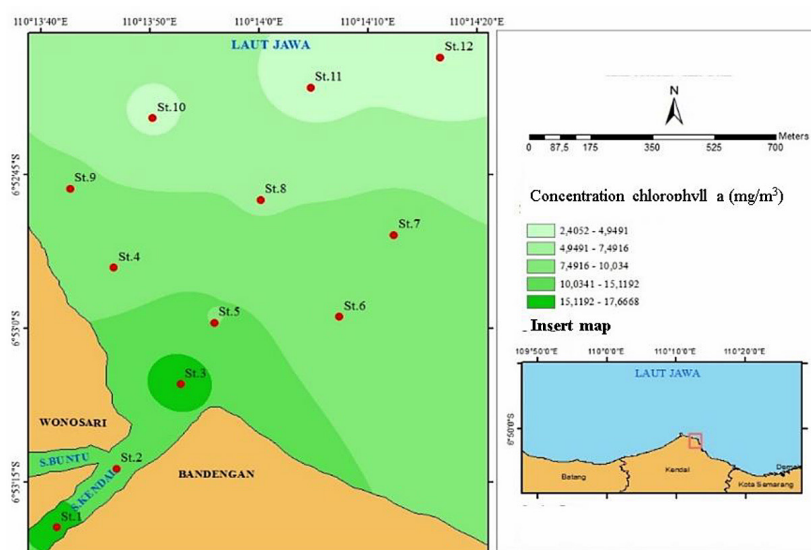 110°13'40"E 110°13'50"E 110°14'0"E 110°14'10"E 110°14'20"E
LAUT JAWA
St.12
St.11
St.10
6°52'45"S
St.9
St.8
St.7
St.4
St.5
St.6
6°53'0"S
St.3
WONOSARI
S.BUNTU
St.2
BANDENGAN
S.KENDAL
6°53'15"S
St.1
N
Meters
0 87,5 175 350 525 700
Concentration chlorophyll a (mg/m³)
2,4052 - 4,9491
4,9491 - 7,4916
7,4916 - 10,034
10,0341 - 15,1192
15,1192 - 17,6668
Insert map
109°50'0"E 110°0'0"E 110°10'0"E 110°20'0"E
LAUT JAWA
6°50'0"S
Batang
Kendal
Kota Semarang
Demak